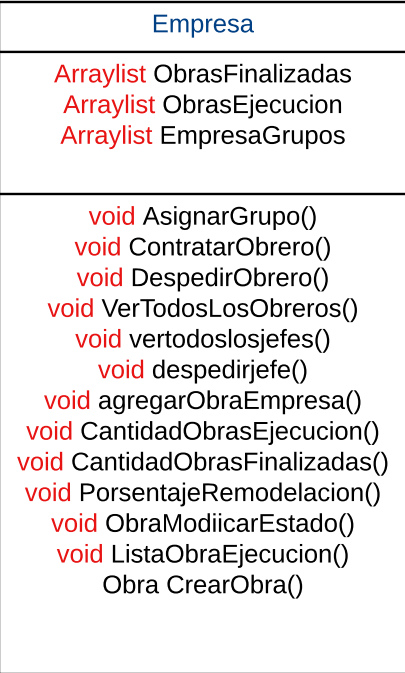 Empresa
Arraylist ObrasFinalizadas
Arraylist ObrasEjecucion
Arraylist EmpresaGrupos
void AsignarGrupo()
void ContratarObrero()
void DespedirObrero()
void VerTodosLosObreros()
void vertodoslosjefes()
void despedirjefe()
void agregarObraEmpresa()
void CantidadObrasEjecucion()
void CantidadObrasFinalizadas()
void PorsentajeRemodelacion()
void ObraModiicarEstado()
void ListaObraEjecucion()
Obra CrearObra()